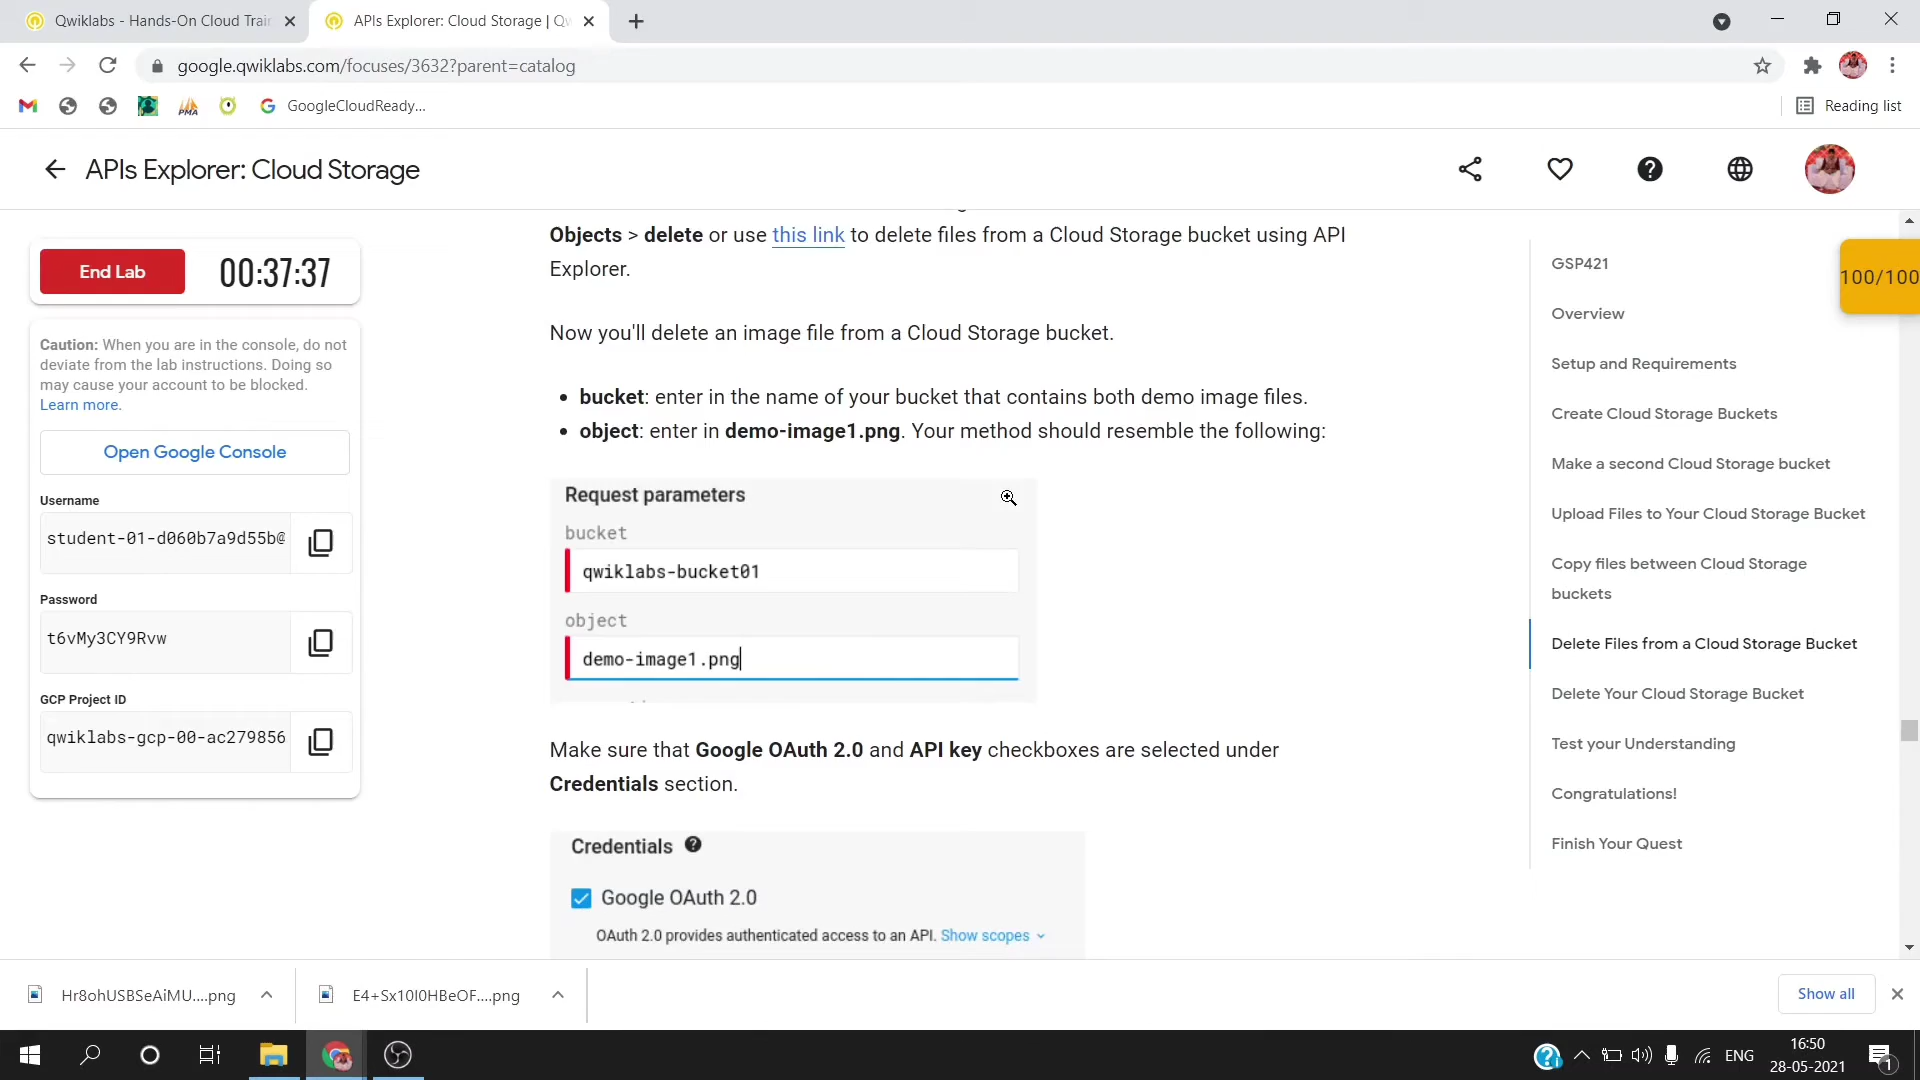 Qwiklabs - Hands-On Cloud Trai
APIs Explorer: Cloud Storage | Qw
google.qwiklabs.com/focuses/3632?parent=catalog
PMA
GoogleCloudReady...
Reading list
APIs Explorer: Cloud Storage
End Lab
00:37:37
Caution: When you are in the console, do not
deviate from the lab instructions. Doing so
may cause your account to be blocked.
Learn more.
Open Google Console
Username
student-01-d060b7a9d55b@
Password
t6vMy3CY9Rvw
GCP Project ID
qwiklabs-gcp-00-ac279856
Objects > delete or use this link to delete files from a Cloud Storage bucket using API
Explorer.
Now you'll delete an image file from a Cloud Storage bucket.
• bucket: enter in the name of your bucket that contains both demo image files.
• object: enter in demo-image1.png. Your method should resemble the following:
Request parameters
bucket
qwiklabs-bucket01
object
demo-image1.png
Make sure that Google OAuth 2.0 and API key checkboxes are selected under
Credentials section.
Credentials
Google OAuth 2.0
OAuth 2.0 provides authenticated access to an API. Show scopes
GSP421
Overview
Setup and Requirements
Create Cloud Storage Buckets
Make a second Cloud Storage bucket
Upload Files to Your Cloud Storage Bucket
Copy files between Cloud Storage
buckets
Delete Files from a Cloud Storage Bucket
Delete Your Cloud Storage Bucket
Test your Understanding
Congratulations!
Finish Your Quest
100/100
Hr8ohUSBSeAiMU....png
E4+Sx10I0HBeOF....png
Show all
ENG
16:50
28-05-2021
1